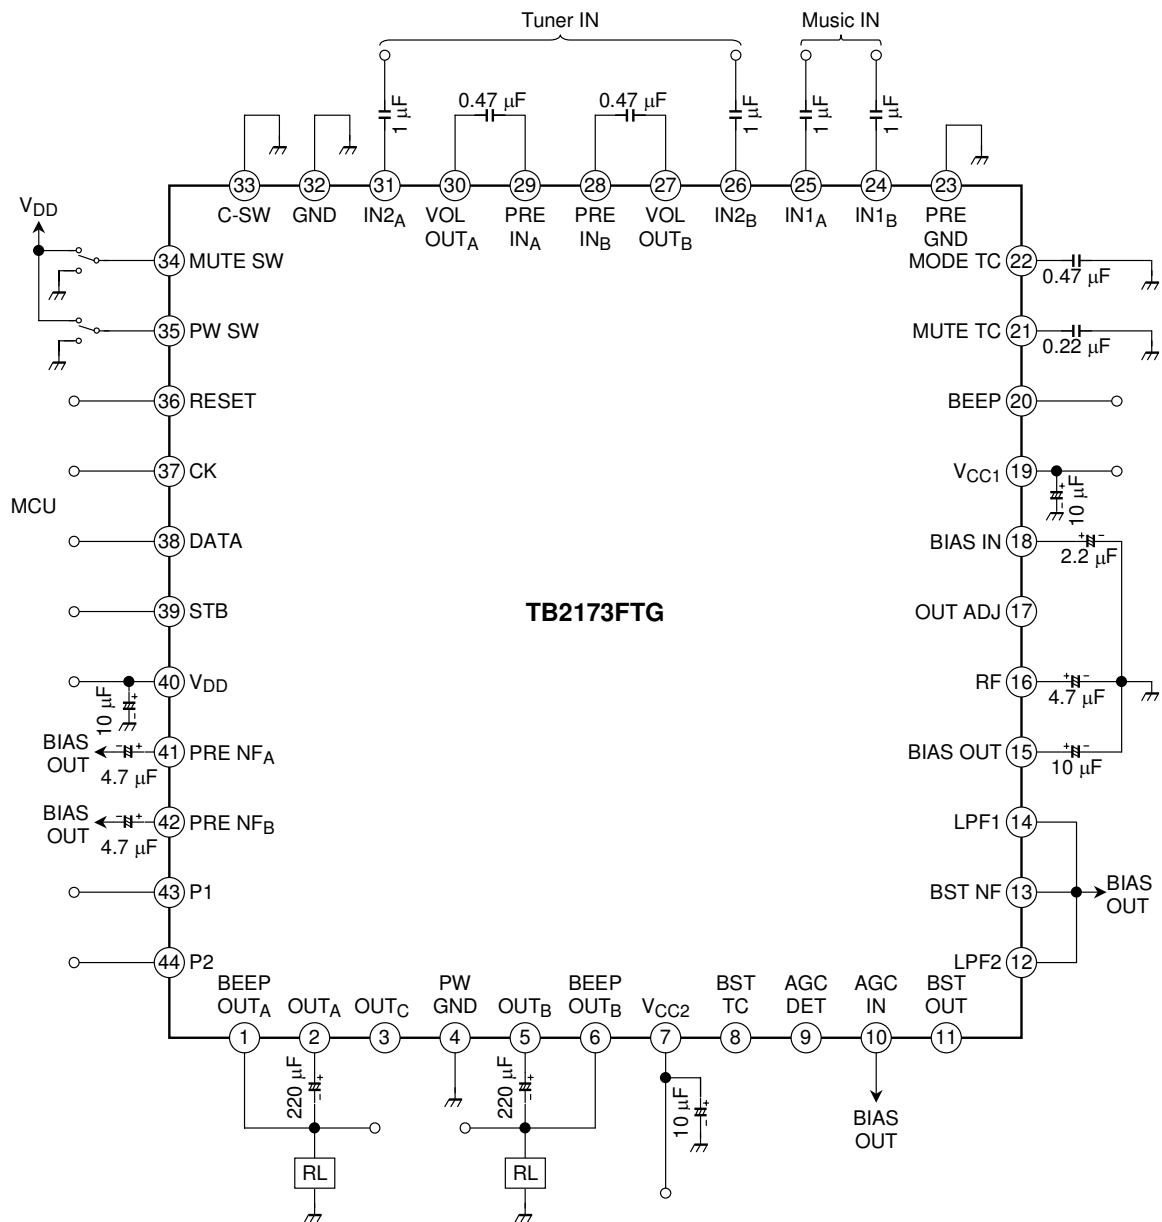 Tuner IN
Music IN
1 μF
0.47 μF
0.47 μF
1 μF
1 μF
1 μF
33
32
31
30
29
28
27
26
25
24
23
C-SW
GND
IN2A
VOL
OUTA
PRE
INA
PRE
INB
VOL
OUTB
IN2B
IN1A
IN1B
PRE
GND
VDD
34 MUTE SW
35 PW SW
36 RESET
37 CK
MCU
38 DATA
39 STB
40 VDD
10 μF
BIAS
OUT
41 PRE NFA
4.7 μF
BIAS
OUT
42 PRE NFB
4.7 μF
43 P1
44 P2
TB2173FTG
MODE TC 22
0.47 μF
MUTE TC 21
0.22 μF
BEEP 20
VCC1 19
10 μF
BIAS IN 18
2.2 μF
OUT ADJ 17
RF 16
4.7 μF
BIAS OUT 15
10 μF
LPF1 14
BST NF 13
BIAS
OUT
LPF2 12
BEEP
OUTA
OUTA
OUTC
PW
GND
OUTB
BEEP
OUTB
VCC2
BST
TC
AGC
DET
AGC
IN
BST
OUT
1
2
3
4
5
6
7
8
9
10
11
220 μF
220 μF
10 μF
BIAS
OUT
RL
RL